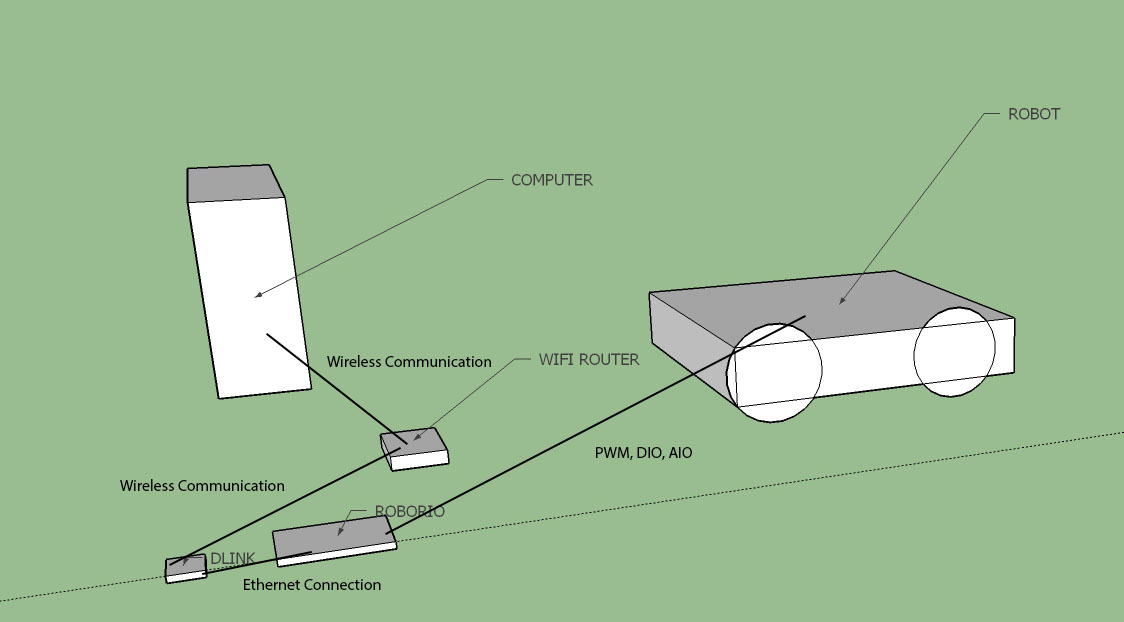 ROBOT
COMPUTER
Wireless Communication
WIFI ROUTER
PWM, DIO, AIO
Wireless Communication
ROBORIO
DLINK
Ethernet Connection